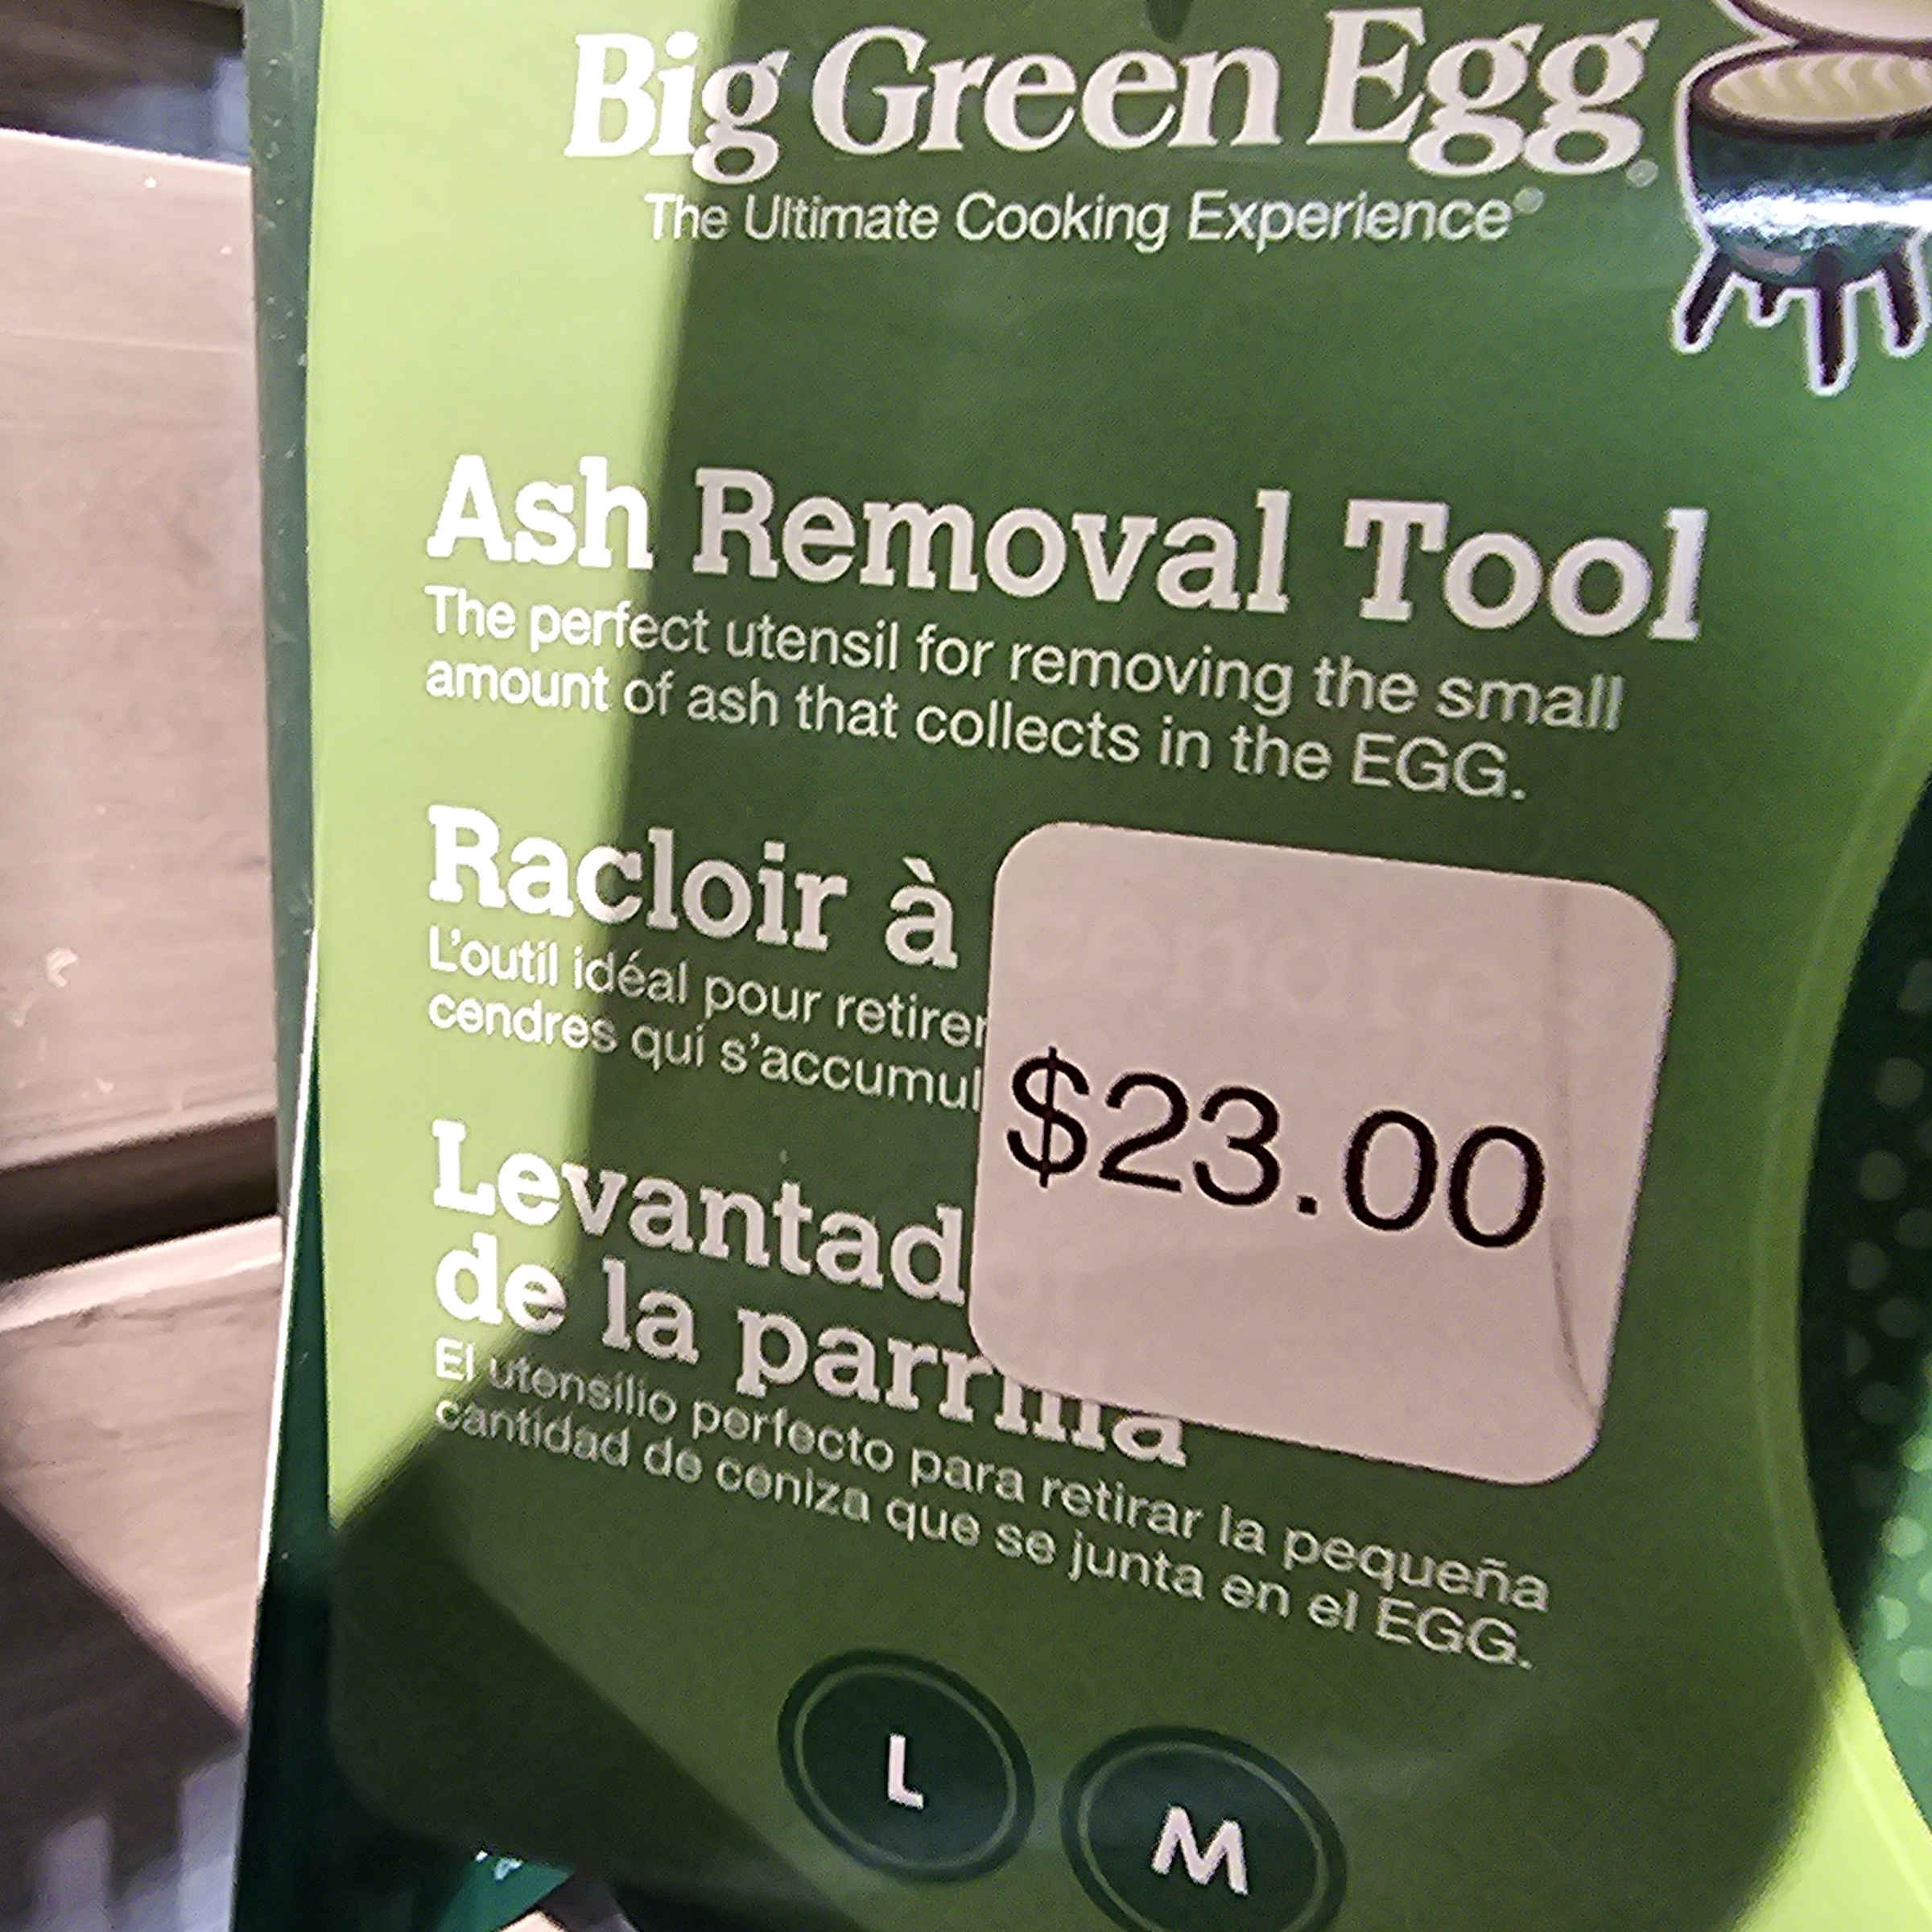 Big Green Egg®
The Ultimate Cooking Experience®
Ash Removal Tool
The perfect utensil for removing the small
amount of ash that collects in the EGG.
Racloir à
L'outil idéal pour retirer
cendres qui s'accumul
$23.00
Levantad
de la parrilla
El utensilio perfecto para retirar la pequeña
cantidad de ceniza que se junta en el EGG.
L
M